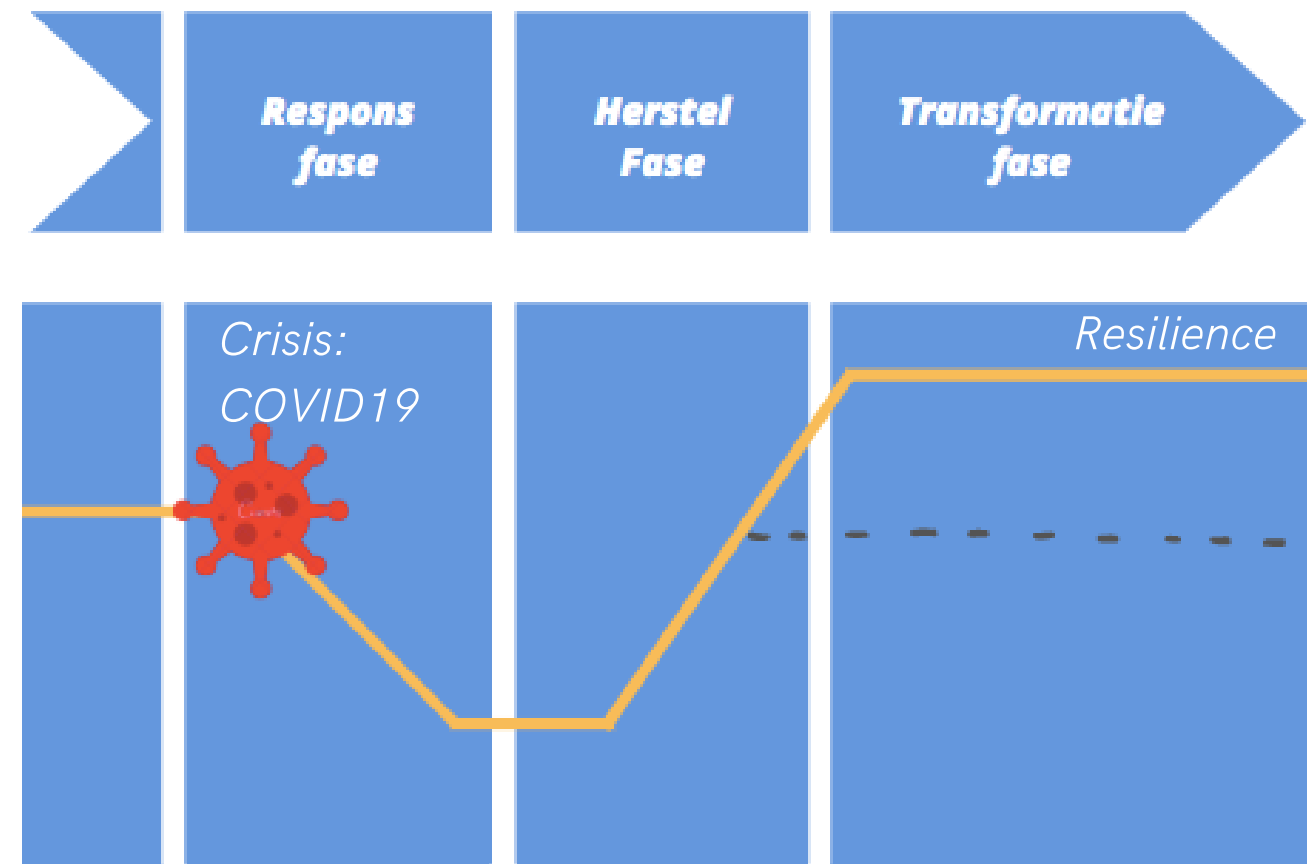 Respons
fase
Herstel
Fase
Transformatie
fase
Crisis:
COVID19
Resilience